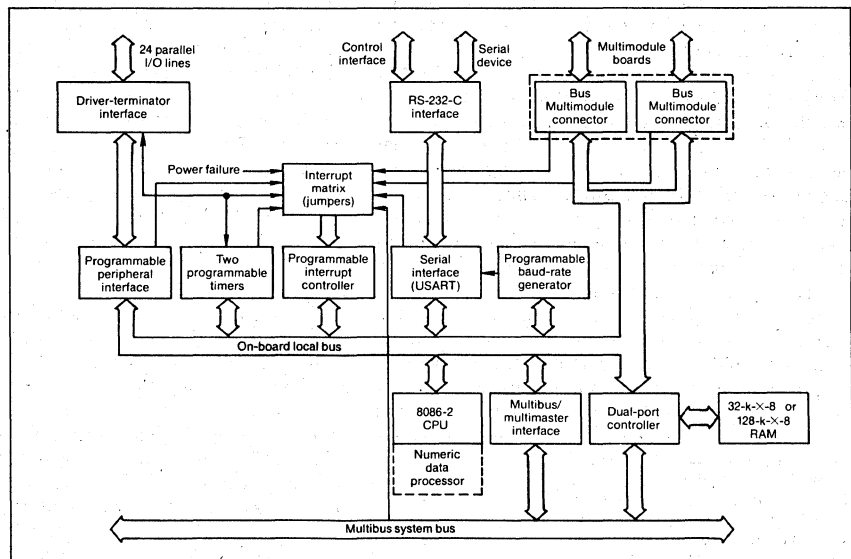 24 parallel
I/O lines
Control
interface
Serial
device
Multimodule
boards
Driver-terminator
interface
RS-232-C
interface
Bus
Multimodule
connector
Bus
Multimodule
connector
Power failure
Interrupt
matrix
(jumpers)
Programmable
peripheral
interface
Two
programmable
timers
Programmable
interrupt
controller
Serial
interface
(USART)
Programmable
baud-rate
generator
On-board local bus
8086-2
CPU
Numeric
data
processor
Multibus/
multimaster
interface
Dual-port
controller
32-k-X-8 or
128-k-X-8
RAM
Multibus system bus